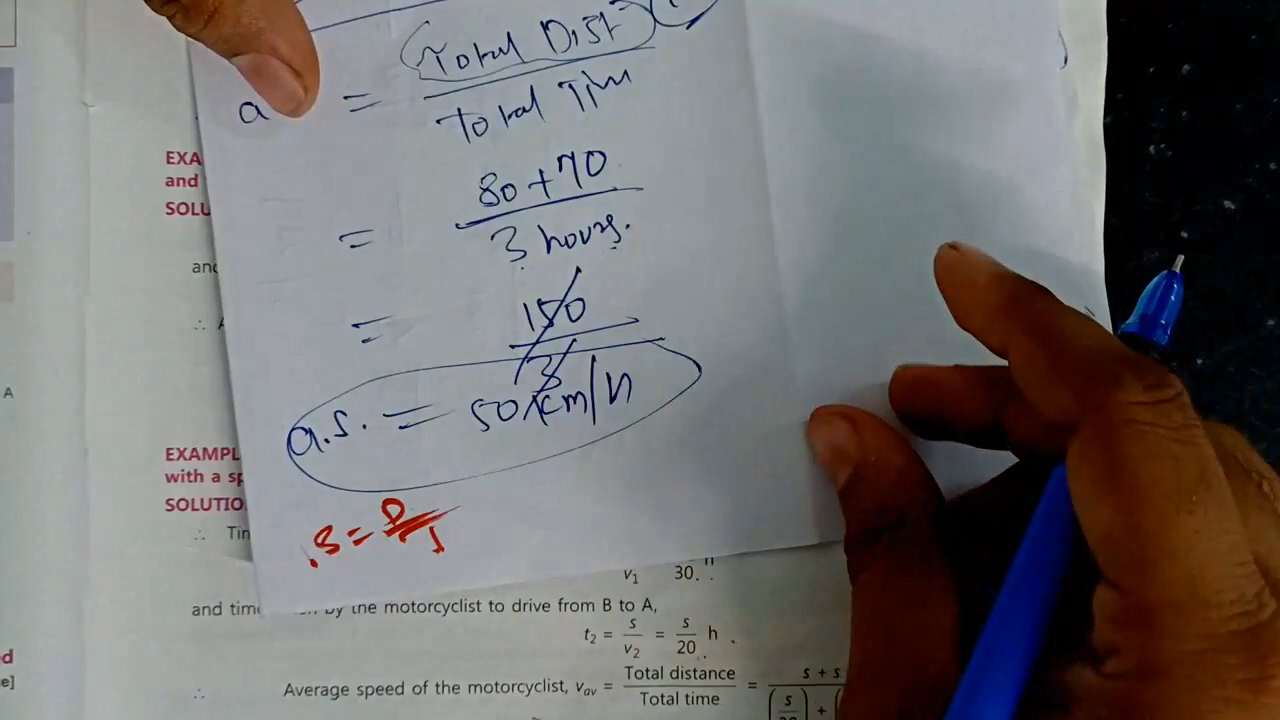 a = Total Dist
Total Time
= 80+70
3 hours.
= 150
3
a.s. = 50 km/h
S = D/T
EXA
and
SOLU
and
∴ A
A
EXAMPL
with a sp
SOLUTIO
∴ Tim
v₁ 30. h
and time by the motorcyclist to drive from B to A,
t₂ = s/v₂ = s/20 h
∴ Average speed of the motorcyclist, vₐᵥ = Total distance/Total time = s + s
d
e]